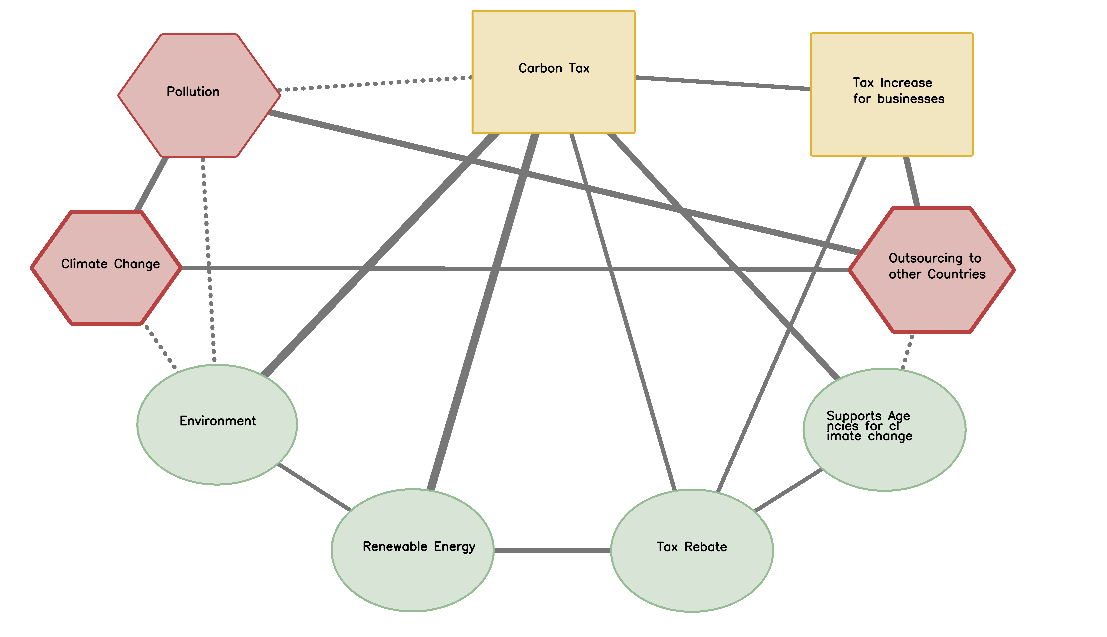 Carbon Tax
Pollution
Tax Increase
for businesses
Climate Change
Outsourcing to
other Countries
Environment
Supports Age
ncies for cl
imate change
Renewable Energy
Tax Rebate